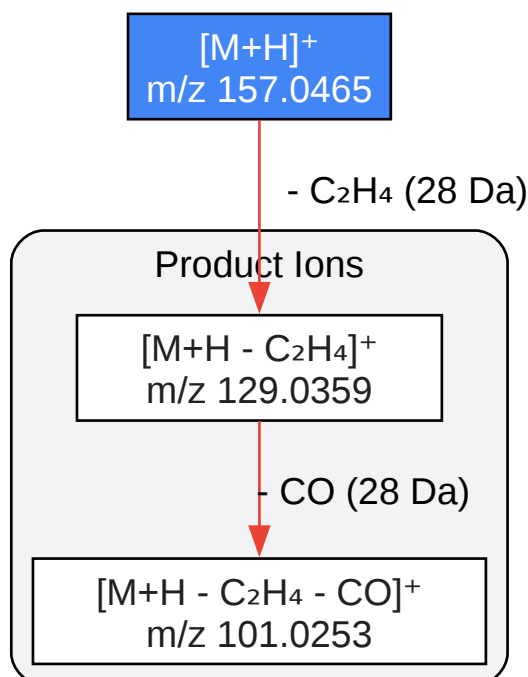 [M+H]⁺
m/z 157.0465
- C₂H₄ (28 Da)
Product Ions
[M+H - C₂H₄]⁺
m/z 129.0359
- CO (28 Da)
[M+H - C₂H₄ - CO]⁺
m/z 101.0253